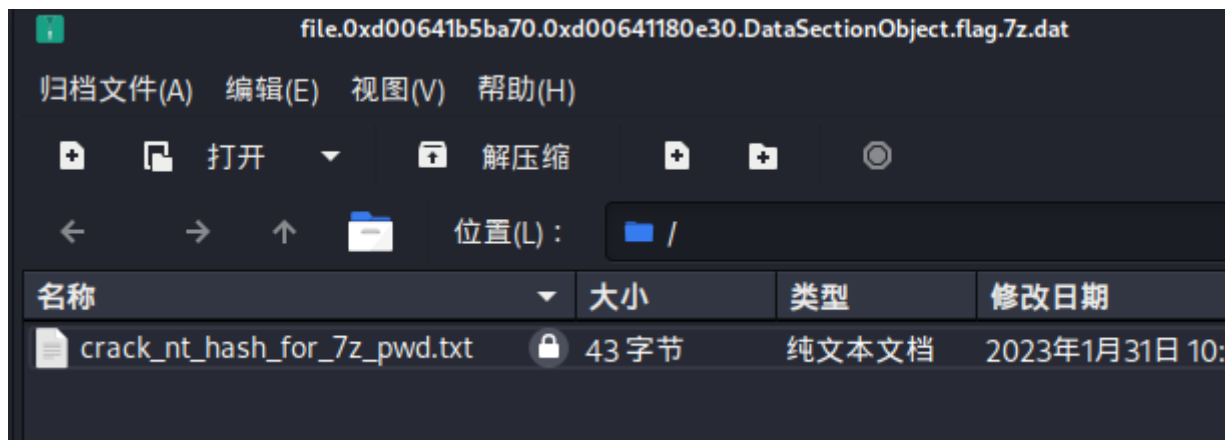 file.0xd00641b5ba70.0xd00641180e30.DataSectionObject.flag.7z.dat
归档文件(A) 编辑(E) 视图(V) 帮助(H)
打开 解压缩
位置(L)： /
名称 大小 类型 修改日期
crack_nt_hash_for_7z_pwd.txt 43 字节 纯文本文档 2023年1月31日 10: